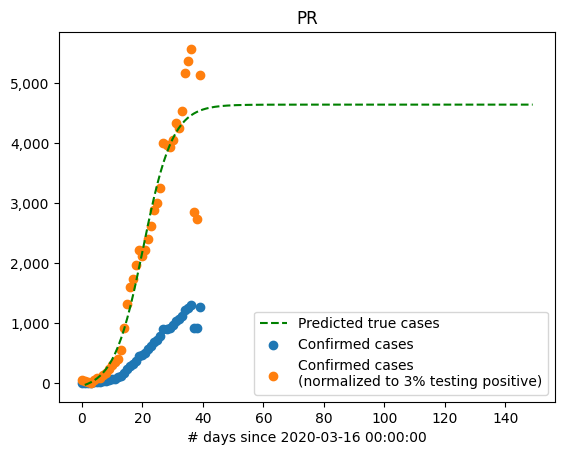 PR
5,000
4,000
3,000
2,000
1,000
0
Predicted true cases
Confirmed cases
Confirmed cases
(normalized to 3% testing positive)
0 20 40 60 80 100 120 140
# days since 2020-03-16 00:00:00